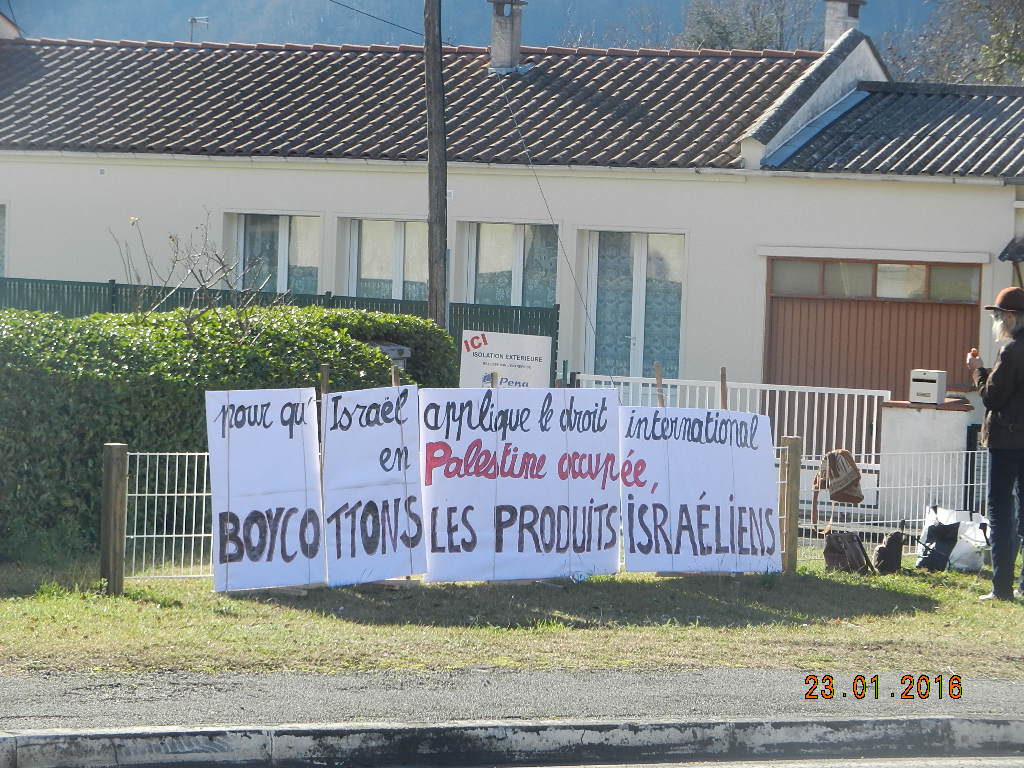 ICI
ISOLATION EXTERIEURE
Pena
pour qu' Israël applique le droit international
en Palestine occupée,
BOYCOTTONS LES PRODUITS ISRAÉLIENS
23.01.2016